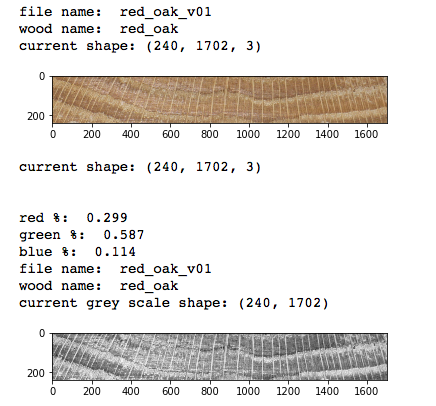 file name:  red_oak_v01
wood name:  red_oak
current shape: (240, 1702, 3)
0
200
0 200 400 600 800 1000 1200 1400 1600
current shape: (240, 1702, 3)
red %:  0.299
green %:  0.587
blue %:  0.114
file name:  red_oak_v01
wood name:  red_oak
current grey scale shape: (240, 1702)
0
200
0 200 400 600 800 1000 1200 1400 1600